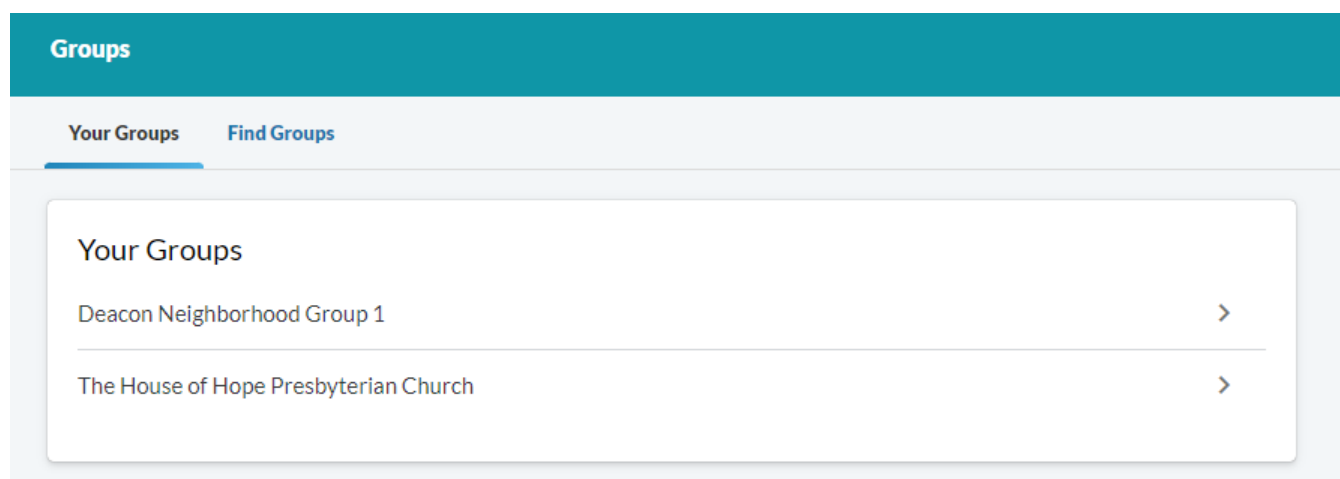 Groups
Your Groups Find Groups
Your Groups
Deacon Neighborhood Group 1
The House of Hope Presbyterian Church